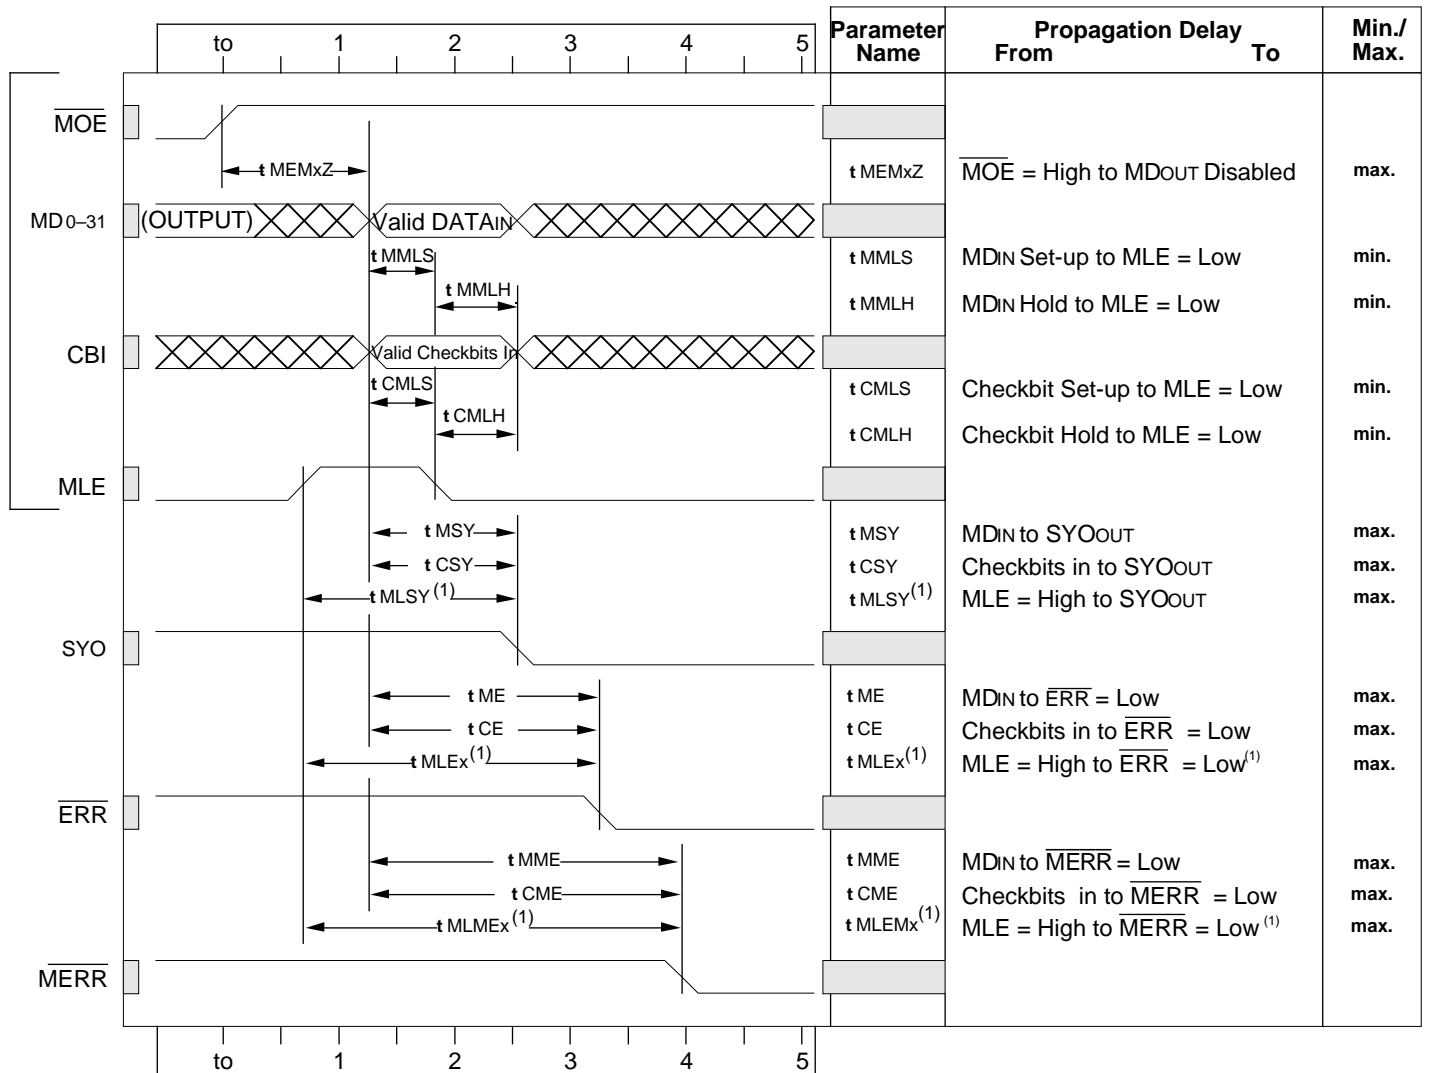 to 1 2 3 4 5
Parameter Name
Propagation Delay
From To
Min./ Max.
MOE
t MEMxZ
t MEMxZ MOE = High to MDOUT Disabled max.
MD 0–31 (OUTPUT) Valid DATAIN
t MMLS
t MMLS MDIN Set-up to MLE = Low min.
t MMLH
t MMLH MDIN Hold to MLE = Low min.
CBI Valid Checkbits In
t CMLS
t CMLS Checkbit Set-up to MLE = Low min.
t CMLH
t CMLH Checkbit Hold to MLE = Low min.
MLE
t MSY
t MSY MDIN to SYOOUT max.
t CSY
t CSY Checkbits in to SYOOUT max.
t MLSY (1)
t MLSY(1) MLE = High to SYOOUT max.
SYO
t ME
t ME MDIN to ERR = Low max.
t CE
t CE Checkbits in to ERR = Low max.
t MLEx(1)
t MLEx(1) MLE = High to ERR = Low(1) max.
ERR
t MME
t MME MDIN to MERR = Low max.
t CME
t CME Checkbits in to MERR = Low max.
t MLMEx(1)
t MLEMx(1) MLE = High to MERR = Low (1) max.
MERR
to 1 2 3 4 5